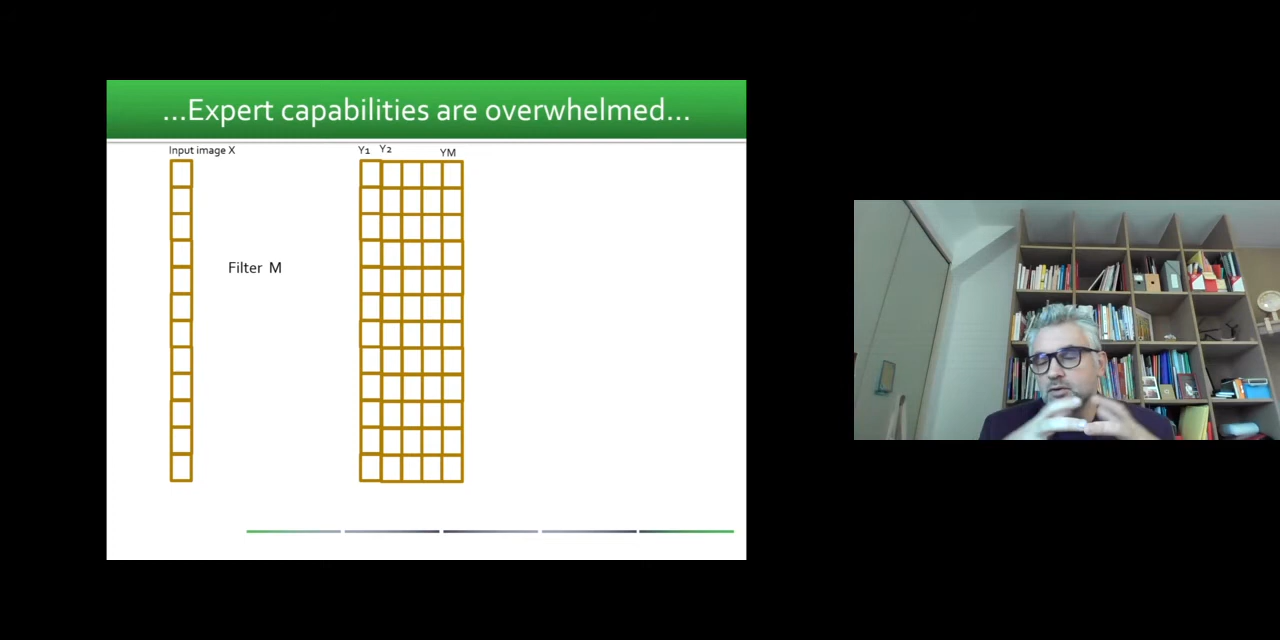 ...Expert capabilities are overwhelmed...
Input image X
Y1 Y2 YM
Filter M